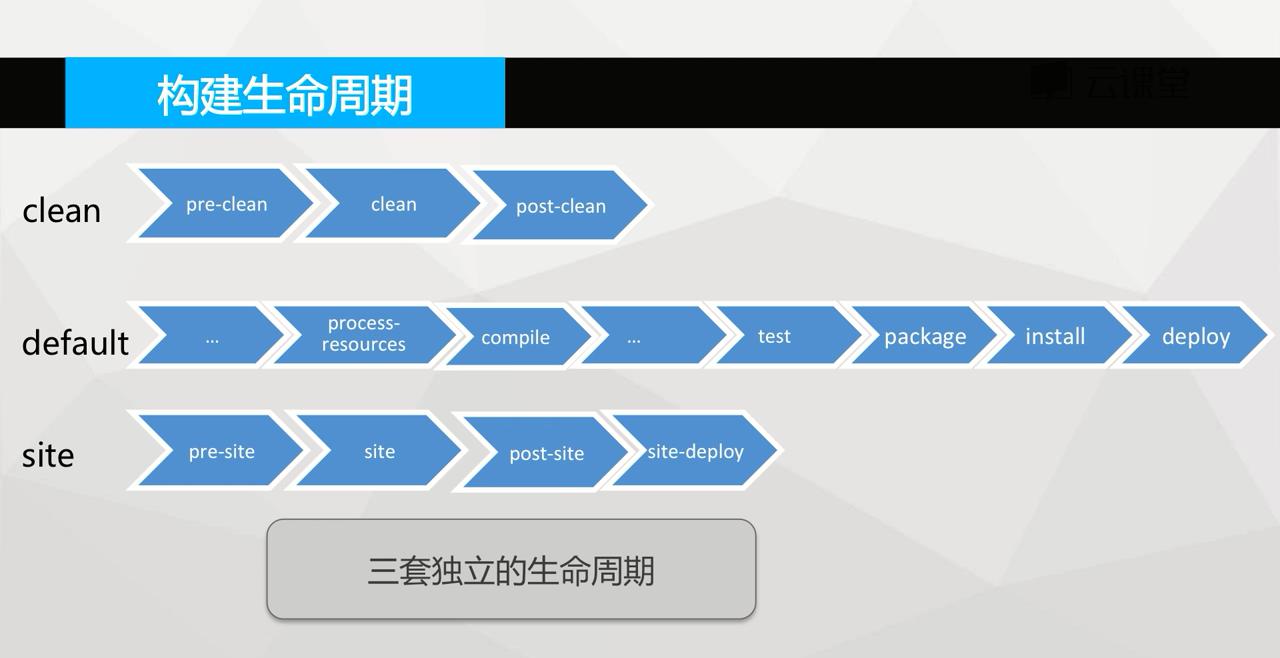 构建生命周期
云课堂
clean
pre-clean
clean
post-clean
default
...
process-
resources
compile
...
test
package
install
deploy
site
pre-site
site
post-site
site-deploy
三套独立的生命周期